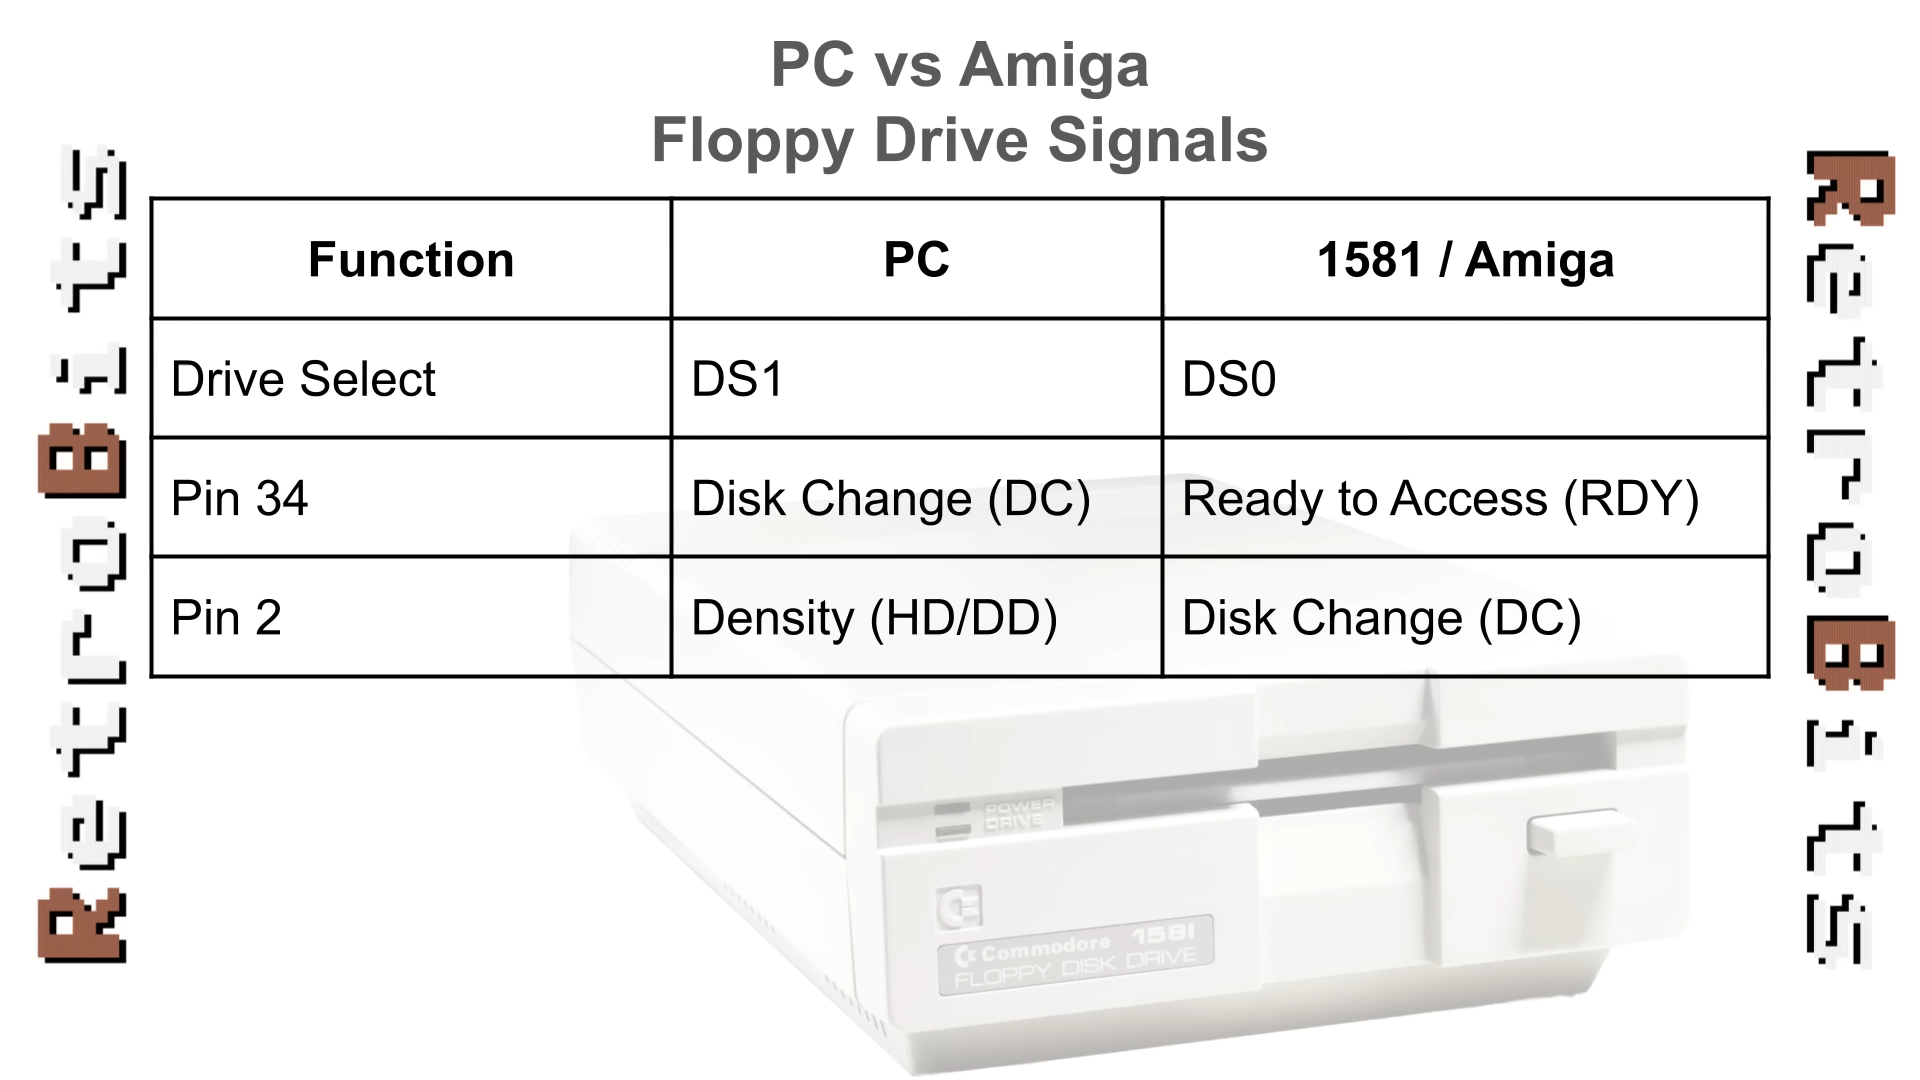 PC vs Amiga
Floppy Drive Signals
Function PC 1581 / Amiga
Drive Select DS1 DS0
Pin 34 Disk Change (DC) Ready to Access (RDY)
Pin 2 Density (HD/DD) Disk Change (DC)
RetroBits
RetroBits
POWER
DRIVE
Commodore 1581
FLOPPY DISK DRIVE